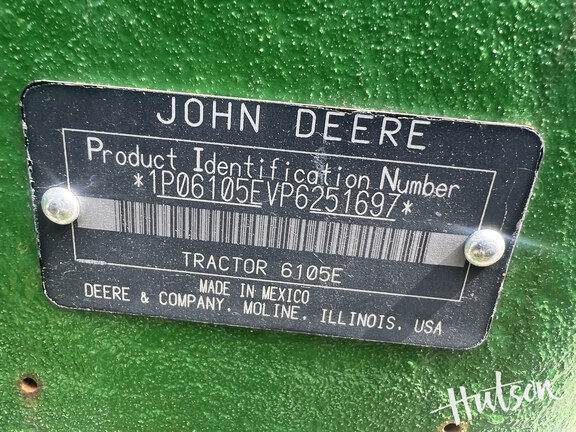 JOHN DEERE
Product Identification Number
*1P06105EVP6251697*
TRACTOR 6105E
MADE IN MEXICO
DEERE & COMPANY, MOLINE, ILLINOIS, USA
Hutson